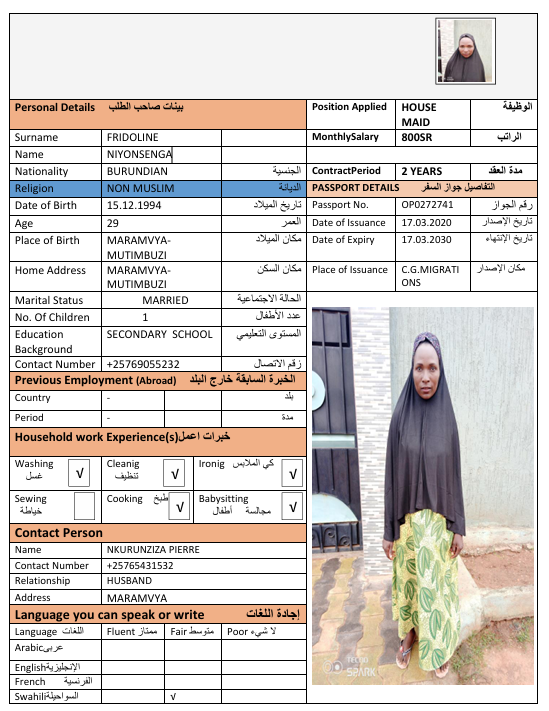 Personal Details بينات صاحب الطلب
Position Applied HOUSE MAID الوظيفة
Surname FRIDOLINE
MonthlySalary 800SR الراتب
Name NIYONSENGA
Nationality BURUNDIAN الجنسية
ContractPeriod 2 YEARS مدة العقد
Religion NON MUSLIM الديانة
PASSPORT DETAILS التفاصيل جواز السفر
Date of Birth 15.12.1994 تاريخ الميلاد
Passport No. OP0272741 رقم الجواز
Age 29 العمر
Date of Issuance 17.03.2020 تاريخ الإصدار
Place of Birth MARAMVYA-
MUTIMBUZI مكان الميلاد
Date of Expiry 17.03.2030 تاريخ الإنتهاء
Home Address MARAMVYA-
MUTIMBUZI مكان السكن
Place of Issuance C.G.MIGRATI
ONS مكان الإصدار
Marital Status MARRIED الحالة الاجتماعية
No. Of Children 1 عدد الأطفال
Education
Background SECONDARY SCHOOL المستوى التعليمي
Contact Number +25769055232 رقم الاتصال
Previous Employment (Abroad) الخبرة السابقة خارج البلد
Country - بلد
Period - مدة
Household work Experience(s) خبرات اعمل
Washing غسل √
Cleanig تنظيف √
Ironig كي الملابس √
Sewing خياطة
Cooking طبخ √
Babysitting مجالسة أطفال √
Contact Person
Name NKURUNZIZA PIERRE
Contact Number +25765431532
Relationship HUSBAND
Address MARAMVYA
Language you can speak or write إجادة اللغات
Language اللغات Fluent ممتاز Fair متوسط Poor لا شيء
Arabic عربى
English الإنجليزية
French الفرنسية
Swahili السواحيلية √
TECNO
SPARK